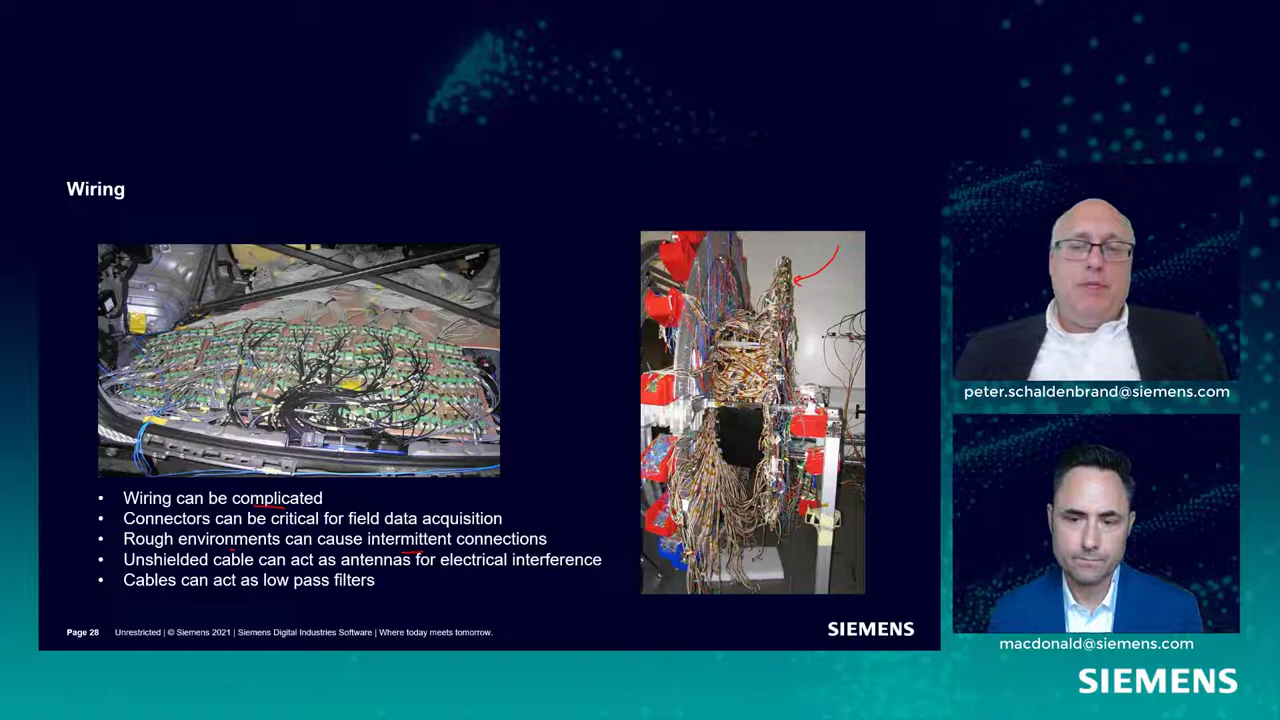 Wiring
• Wiring can be complicated
• Connectors can be critical for field data acquisition
• Rough environments can cause intermittent connections
• Unshielded cable can act as antennas for electrical interference
• Cables can act as low pass filters
Page 28 Unrestricted | © Siemens 2021 | Siemens Digital Industries Software | Where today meets tomorrow.
SIEMENS
peter.schaldenbrand@siemens.com
macdonald@siemens.com
SIEMENS